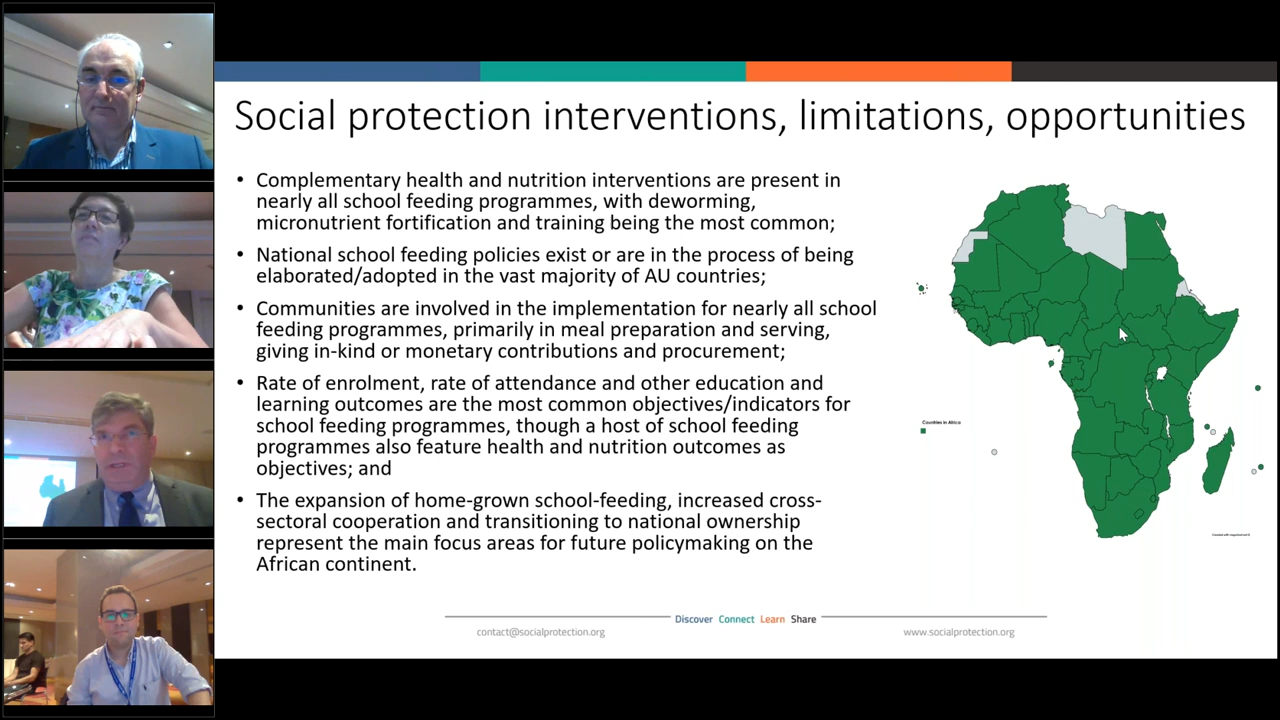 Social protection interventions, limitations, opportunities
• Complementary health and nutrition interventions are present in
nearly all school feeding programmes, with deworming,
micronutrient fortification and training being the most common;
• National school feeding policies exist or are in the process of being
elaborated/adopted in the vast majority of AU countries;
• Communities are involved in the implementation for nearly all school
feeding programmes, primarily in meal preparation and serving,
giving in-kind or monetary contributions and procurement;
• Rate of enrolment, rate of attendance and other education and
learning outcomes are the most common objectives/indicators for
school feeding programmes, though a host of school feeding
programmes also feature health and nutrition outcomes as
objectives; and
• The expansion of home-grown school-feeding, increased cross-
sectoral cooperation and transitioning to national ownership
represent the main focus areas for future policymaking on the
African continent.
Countries in Africa
Discover Connect Learn Share
contact@socialprotection.org
www.socialprotection.org